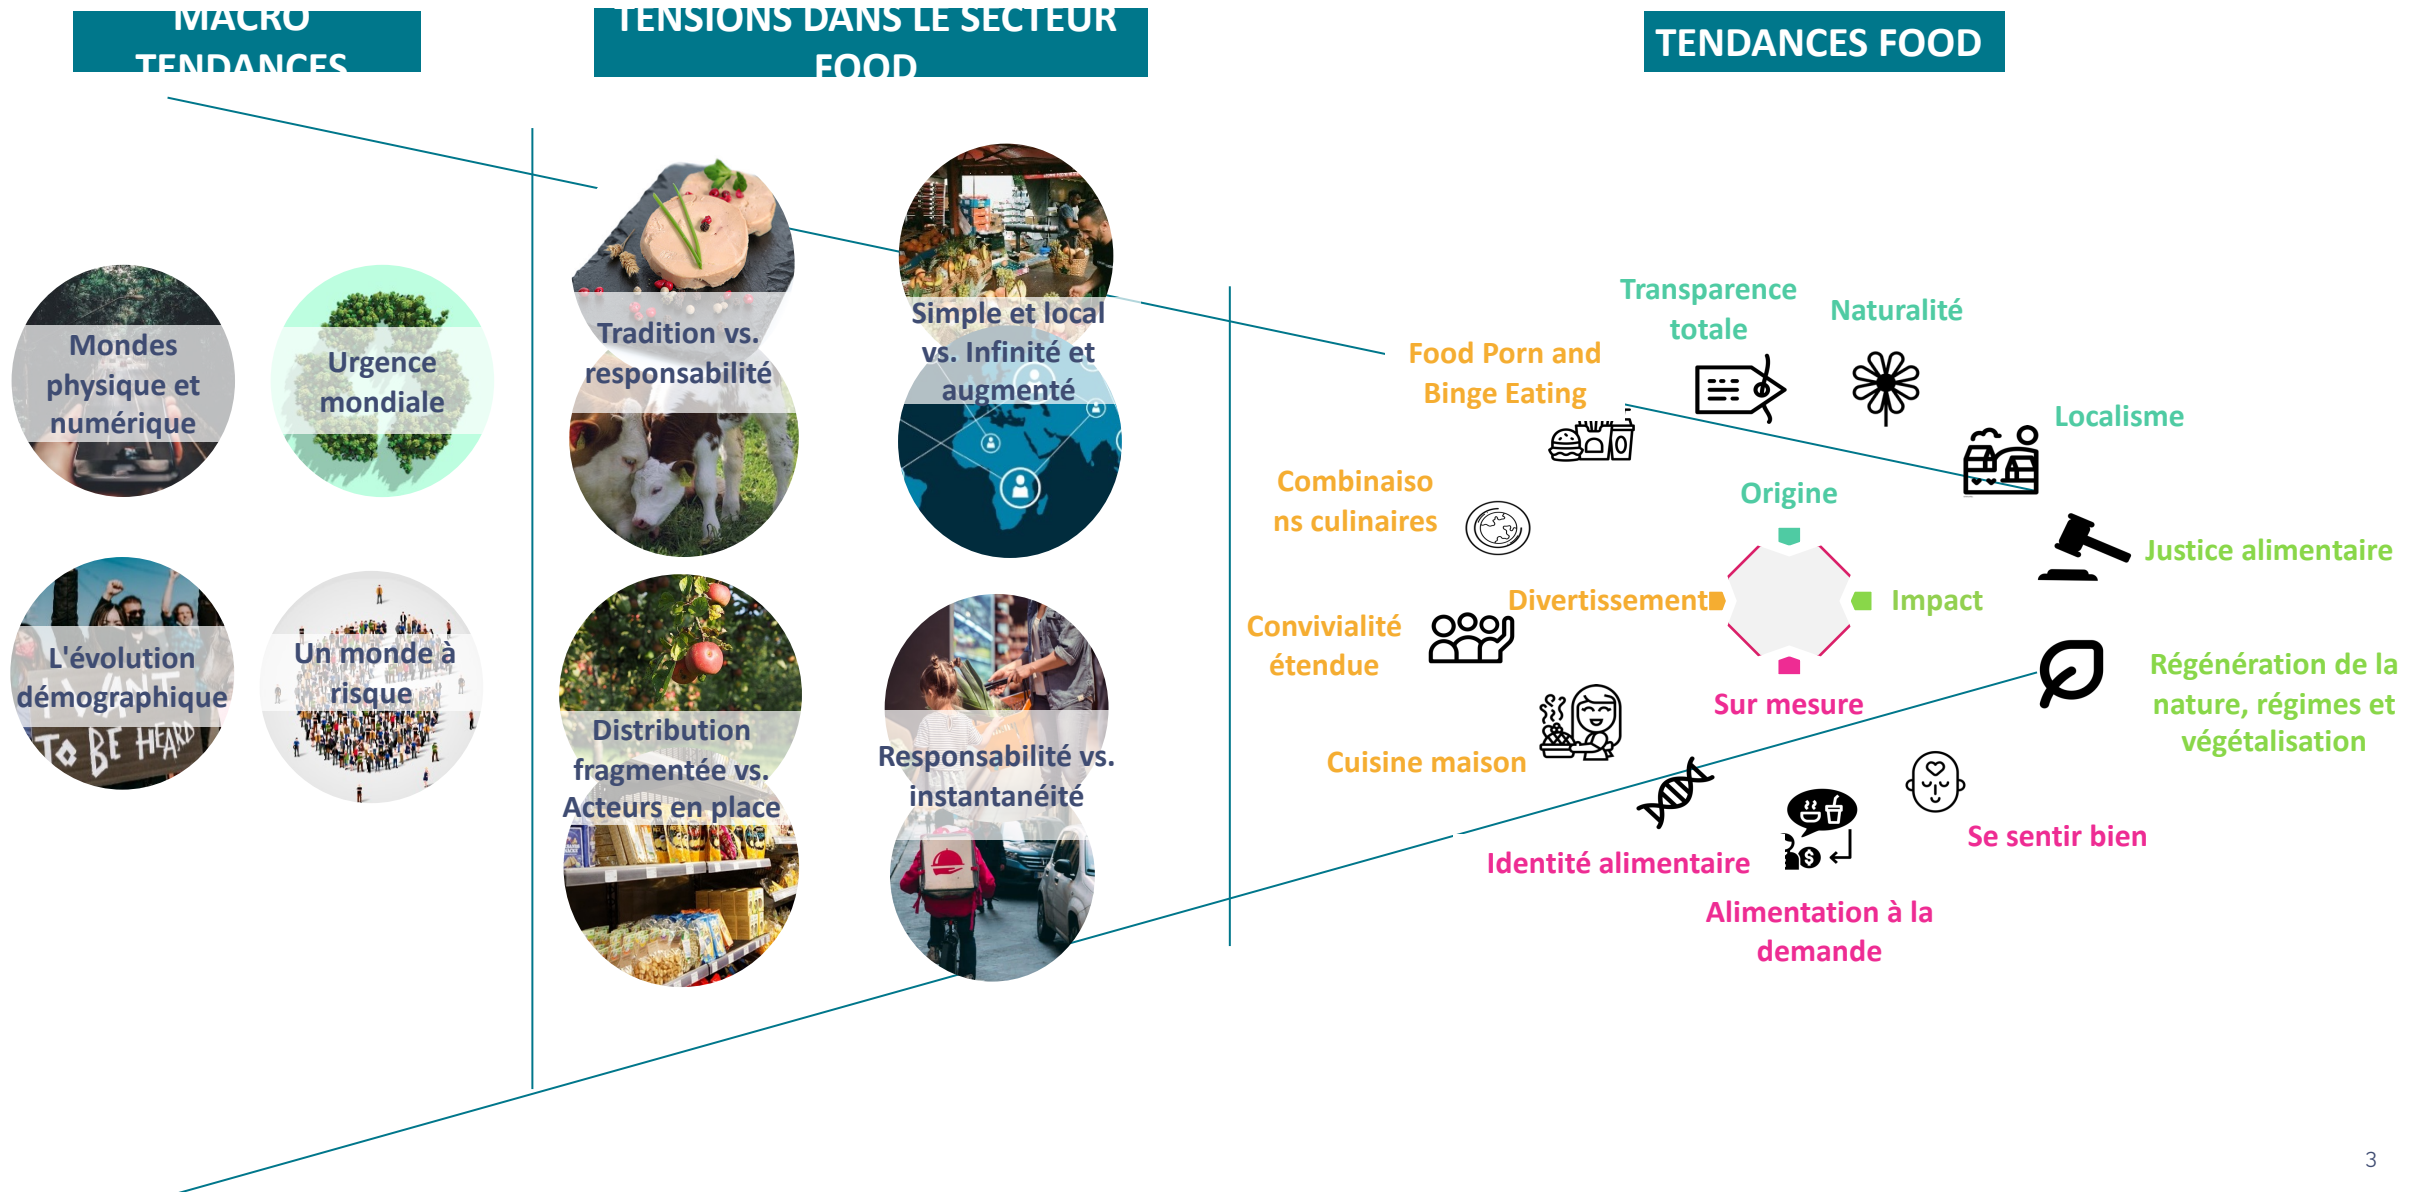 MACRO
TENDANCES
TENSIONS DANS LE SECTEUR
FOOD
TENDANCES FOOD
Mondes
physique et
numérique
Urgence
mondiale
L'évolution
démographique
I WANT
TO BE HEARD
Un monde à
risque
Tradition vs.
responsabilité
Simple et local
vs. Infinité et
augmenté
Distribution
fragmentée vs.
Acteurs en place
Responsabilité vs.
instantanéité
Transparence
totale
Naturalité
Localisme
Food Porn and
Binge Eating
Combinaiso
ns culinaires
Convivialité
étendue
Cuisine maison
Origine
Divertissement
Impact
Sur mesure
Justice alimentaire
Régénération de la
nature, régimes et
végétalisation
Se sentir bien
Identité alimentaire
Alimentation à la
demande
3